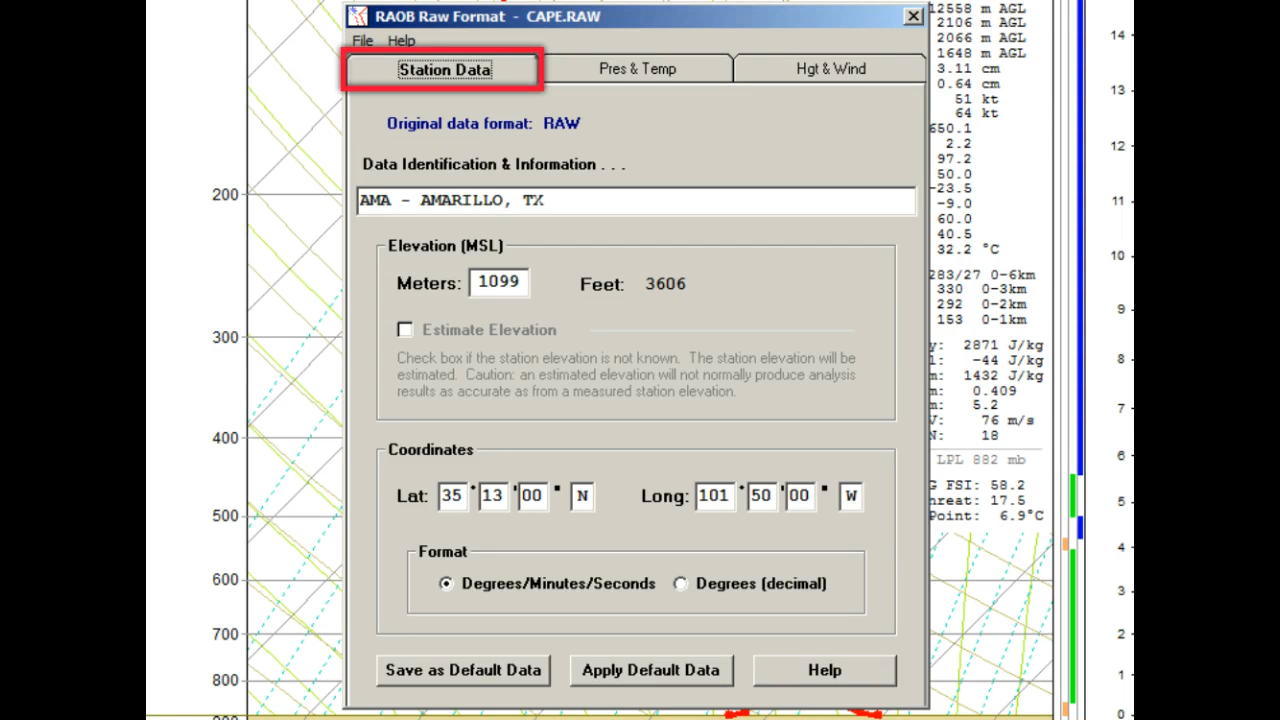 RAOB Raw Format - CAPE.RAW
File Help
Station Data
Pres & Temp
Hgt & Wind
Original data format: RAW
Data Identification & Information . . .
AMA - AMARILLO, TX
Elevation (MSL)
Meters: 1099 Feet: 3606
Estimate Elevation
Check box if the station elevation is not known. The station elevation will be
estimated. Caution: an estimated elevation will not normally produce analysis
results as accurate as from a measured station elevation.
Coordinates
Lat: 35 ° 13 ' 00 " N Long: 101 ° 50 ' 00 " W
Format
Degrees/Minutes/Seconds Degrees (decimal)
Save as Default Data Apply Default Data Help
200
300
400
500
600
700
800
12558 m AGL
2106 m AGL
2066 m AGL
1648 m AGL
3.11 cm
0.64 cm
51 kt
64 kt
650.1
2.2
97.2
50.0
-23.5
-9.0
60.0
40.5
32.2 °C
283/27 0-6km
330 0-3km
292 0-2km
153 0-1km
y: 2871 J/kg
l: -44 J/kg
m: 1432 J/kg
m: 0.409
m: 5.2
V: 76 m/s
N: 18
LPL 882 mb
G FSI: 58.2
hreat: 17.5
Point: 6.9°C
14
13
12
11
10
9
8
7
6
5
4
3
2
1
0